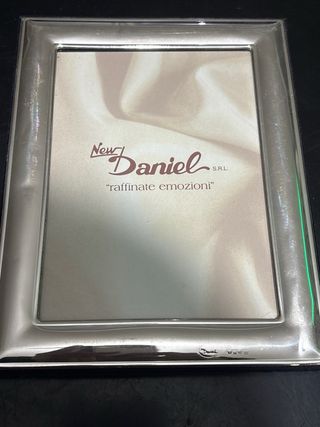 New
Daniel S.R.L.
"raffinate emozioni"